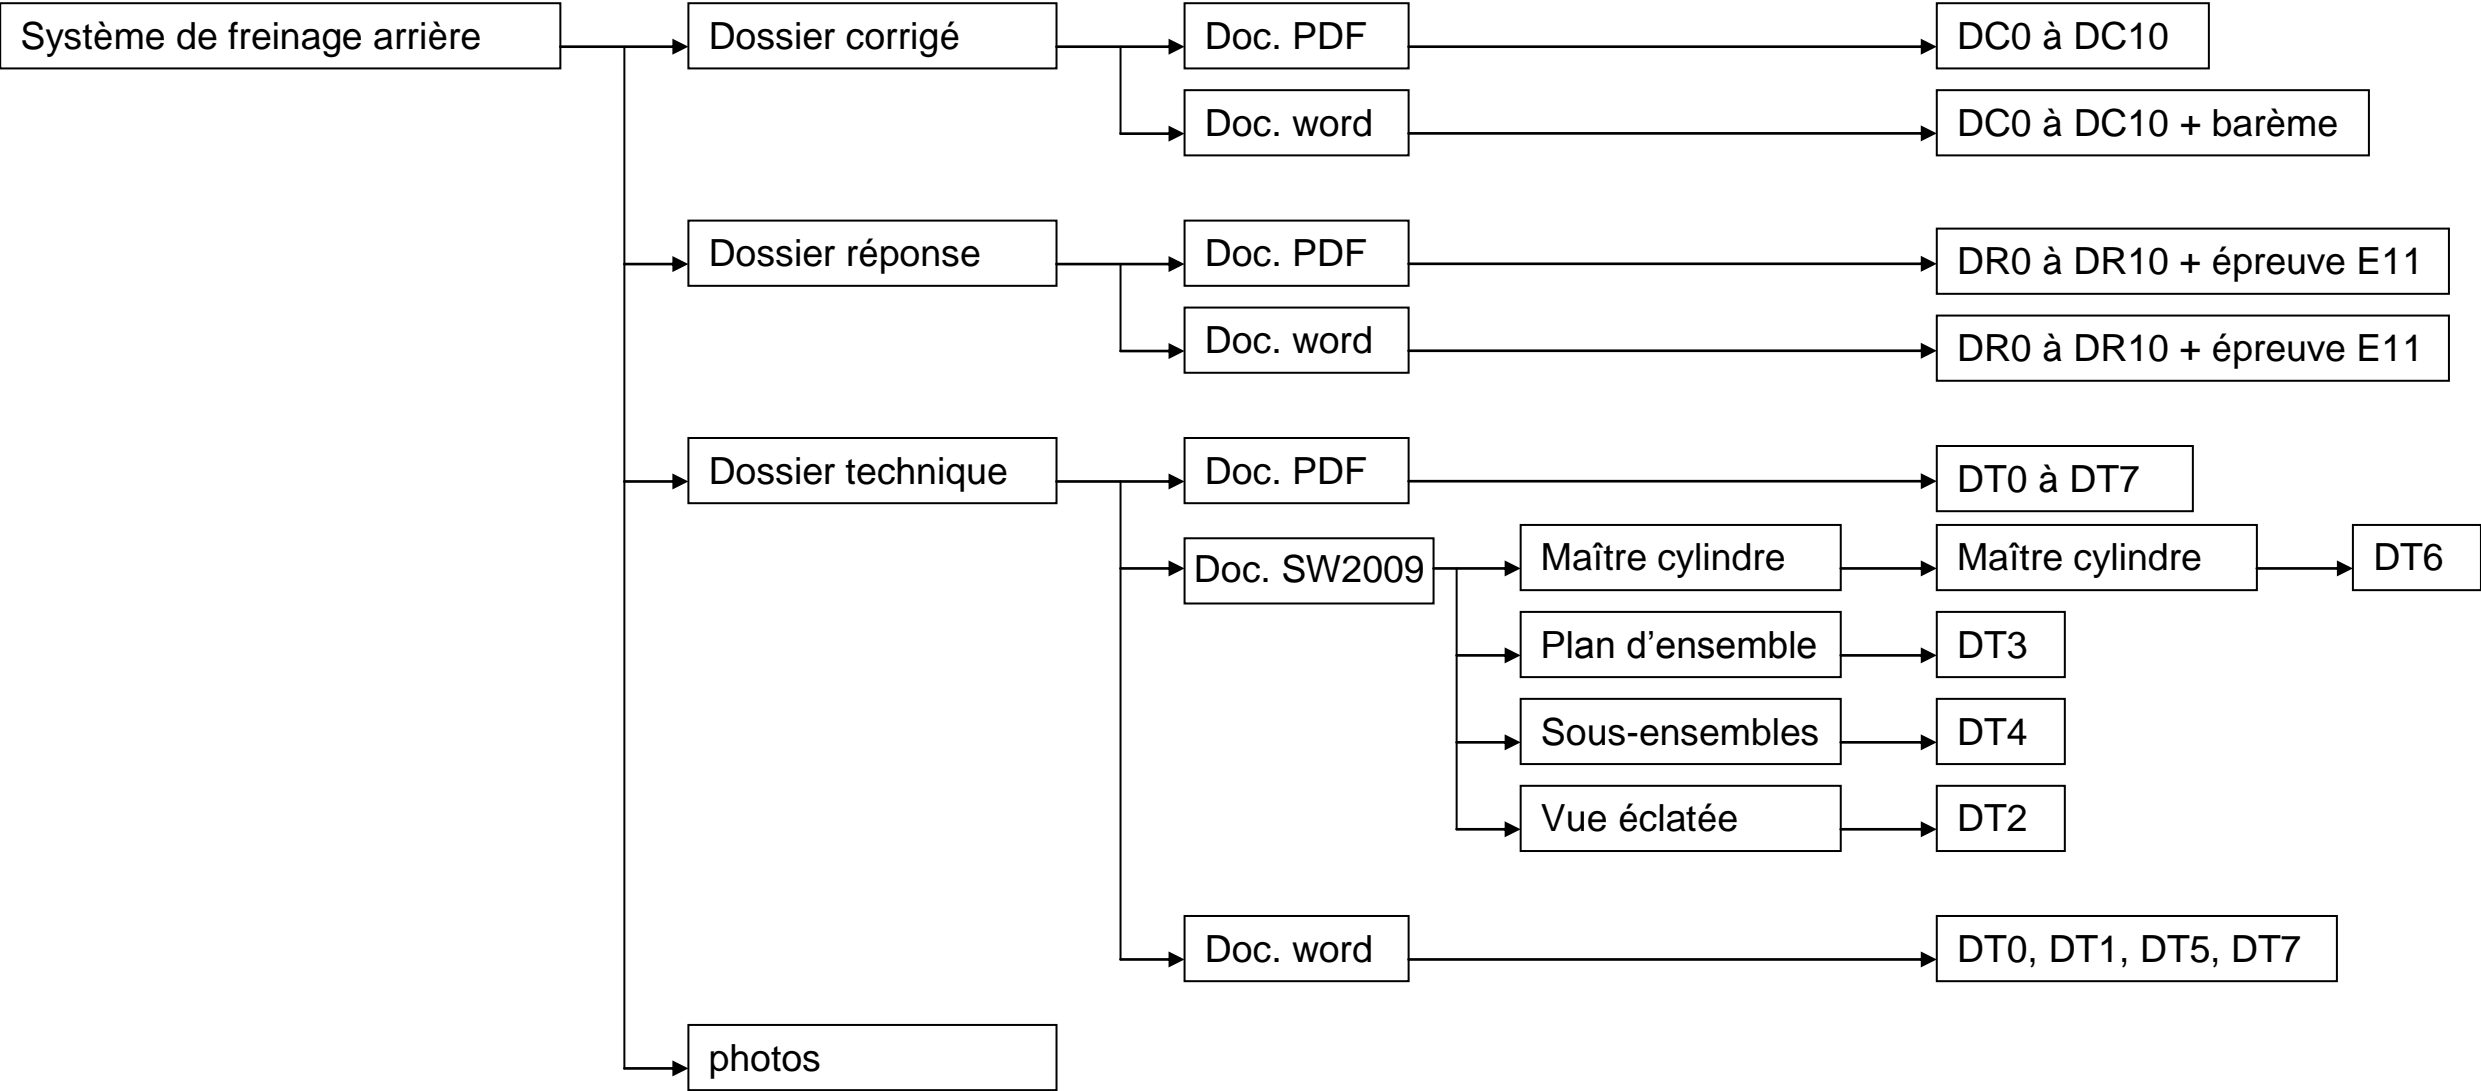 Système de freinage arrière
Dossier corrigé
Doc. PDF
DC0 à DC10
Doc. word
DC0 à DC10 + barème
Dossier réponse
Doc. PDF
DR0 à DR10 + épreuve E11
Doc. word
DR0 à DR10 + épreuve E11
Dossier technique
Doc. PDF
DT0 à DT7
Doc. SW2009
Maître cylindre
Maître cylindre
DT6
Plan d’ensemble
DT3
Sous-ensembles
DT4
Vue éclatée
DT2
Doc. word
DT0, DT1, DT5, DT7
photos